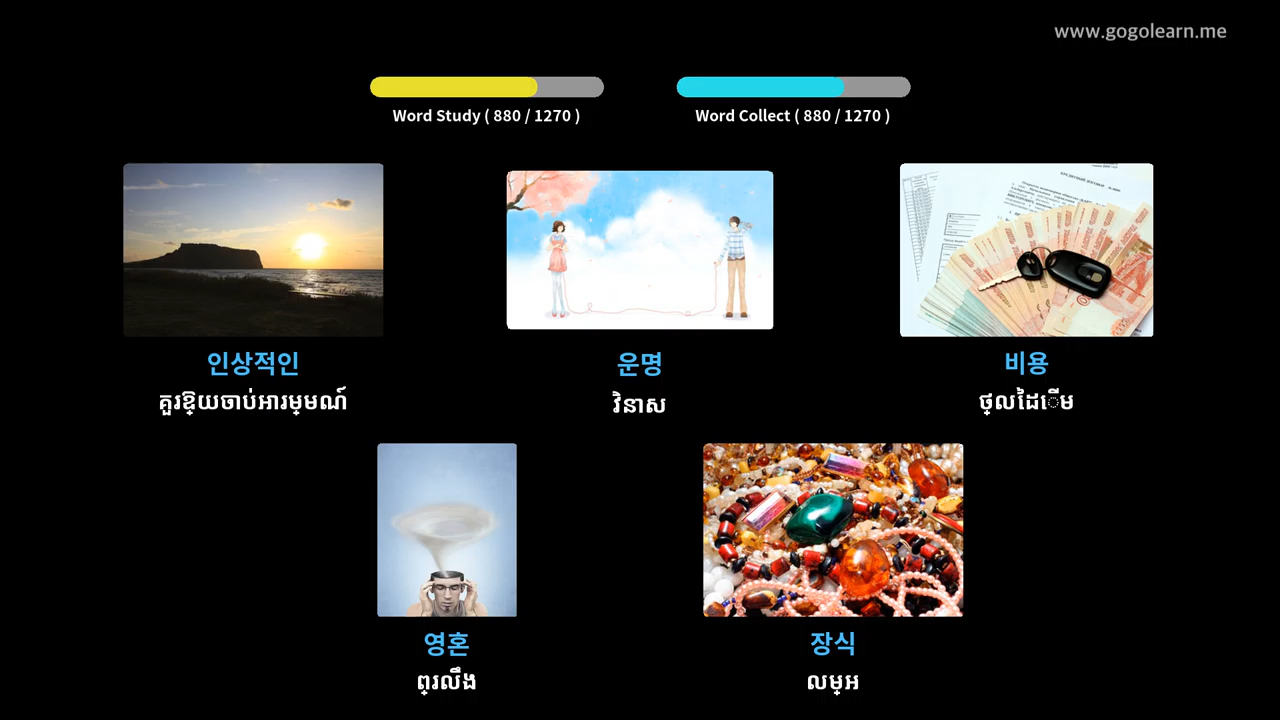 www.gogolearn.me
Word Study ( 880 / 1270 )
Word Collect ( 880 / 1270 )
인상적인
គួរឱ្យចាប់អារម្មណ៍
운명
វិនាស
비용
ថ្លៃដើម
영혼
ព្រលឹង
장식
លម្អ